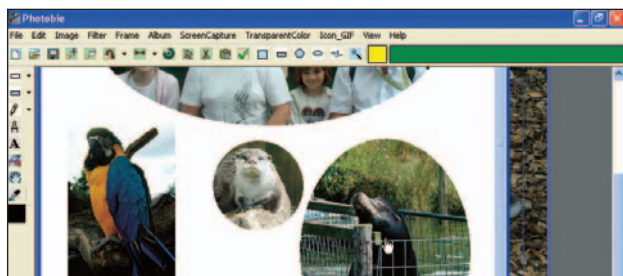 Photobie
File Edit Image Filter Frame Album ScreenCapture TransparentColor Icon_GIF View Help
A